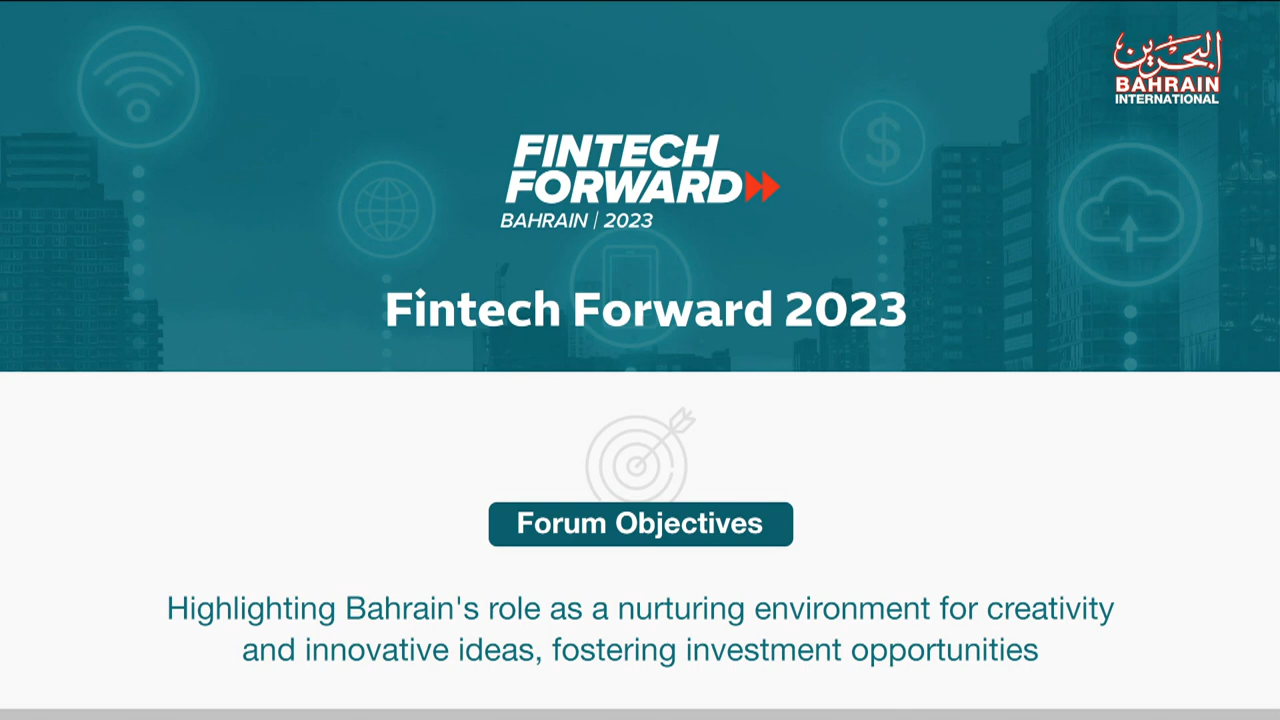 البحرين
BAHRAIN
INTERNATIONAL
FINTECH
FORWARD
BAHRAIN | 2023
Fintech Forward 2023
Forum Objectives
Highlighting Bahrain's role as a nurturing environment for creativity
and innovative ideas, fostering investment opportunities